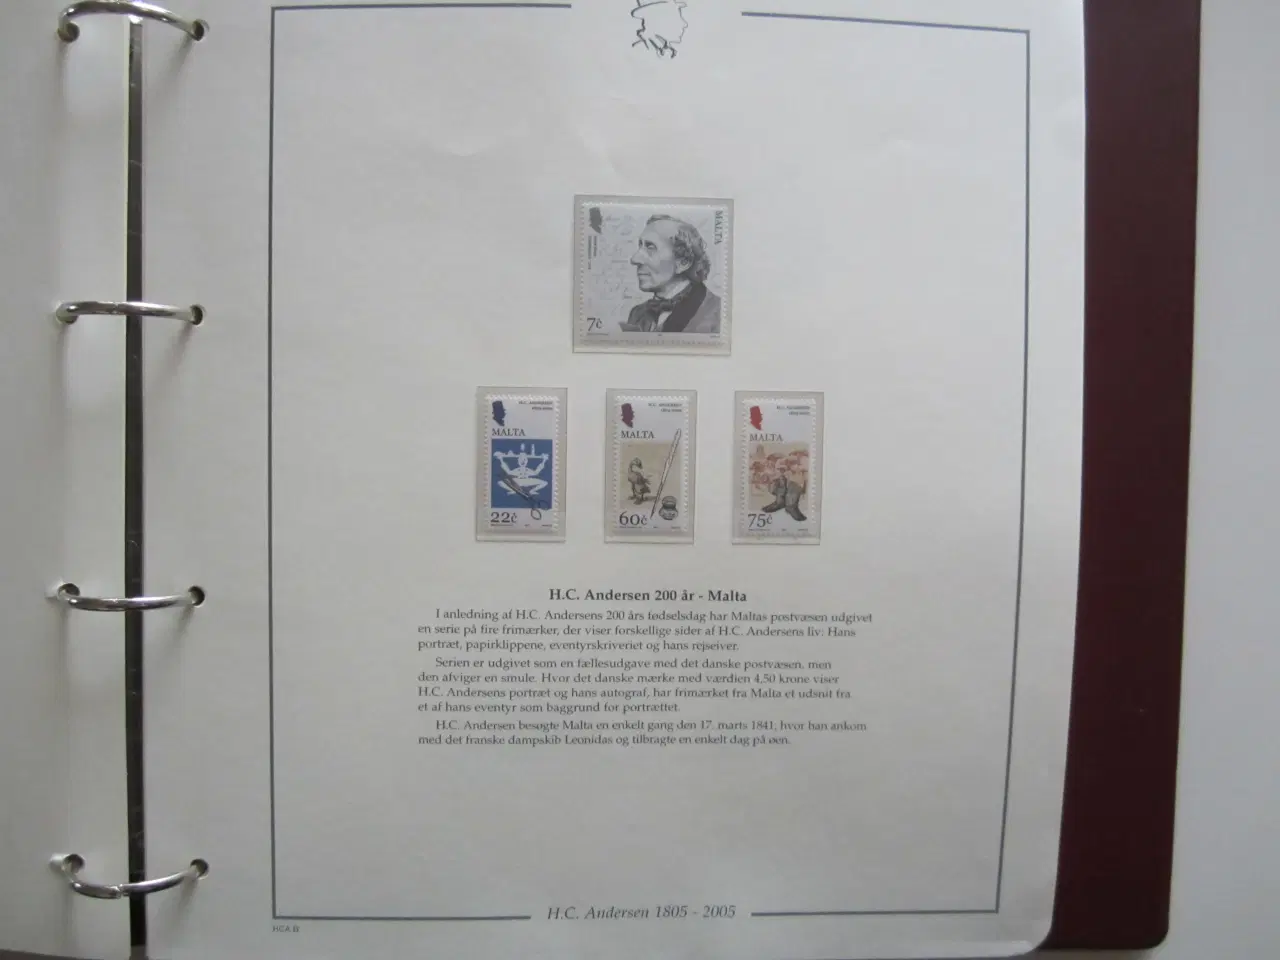 MALTA
7c
H.C. ANDERSEN
MALTA
22c
H.C. ANDERSEN
MALTA
60c
H.C. ANDERSEN
MALTA
75c
H.C. Andersen 200 år - Malta
I anledning af H.C. Andersens 200 års fødselsdag har Maltas postvæsen udgivet
en serie på fire frimærker, der viser forskellige sider af H.C. Andersens liv: Hans
portræt, papirklippene, eventyrskriveriet og hans rejseiver.
Serien er udgivet som en fællesudgave med det danske postvæsen, men
den afviger en smule. Hvor det danske mærke med værdien 4,50 krone viser
H.C. Andersens portræt og hans autograf, har frimærket fra Malta et udsnit fra
et af hans eventyr som baggrund for portrættet.
H.C. Andersen besøgte Malta en enkelt gang den 17. marts 1841, hvor han ankom
med det franske dampskib Leonidas og tilbragte en enkelt dag på øen.
H.C. Andersen 1805 - 2005